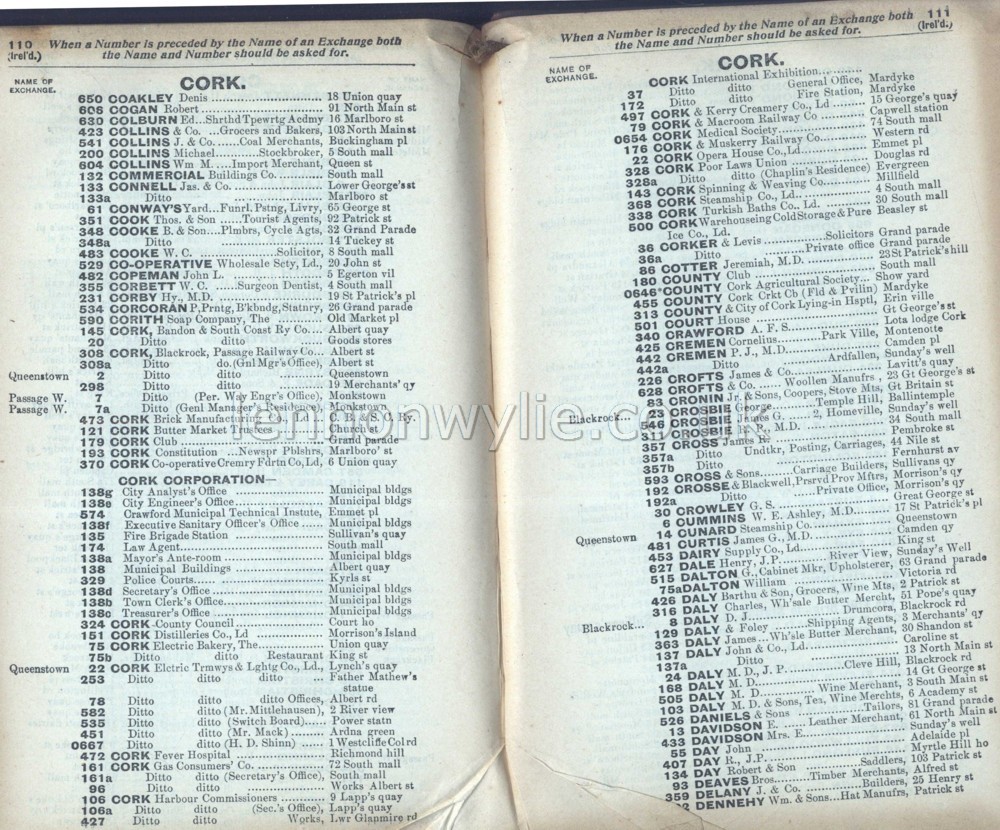 110
(Irel'd.)
When a Number is preceded by the Name of an Exchange both
the Name and Number should be asked for.
NAME OF
EXCHANGE.
CORK.
650 COAKLEY Denis 18 Union quay
606 COGAN Robert 91 North Main st
630 COLBURN Ed...Shrthd Tpewrtg Acdmy 16 Marlboro st
423 COLLINS & Co. ...Grocers and Bakers, 103 North Main st
541 COLLINS J. & Co.......Coal Merchants, Buckingham pl
200 COLLINS Michael............Stockbroker, 5 South mall
604 COLLINS Wm M. ....Import Merchant, Queen st
132 COMMERCIAL Buildings Co. South mall
133 CONNELL Jas. & Co. Lower George's st
133a Ditto Marlboro st
61 CONWAY'S Yard...Funrl. Pstng, Livry, 65 George st
351 COOK Thos. & Son .....Tourist Agents, 92 Patrick st
348 COOKE B. & Son....Plmbrs, Cycle Agts, 32 Grand Parade
348a Ditto 14 Tuckey st
483 COOKE W. C. Solicitor, 8 South mall
529 CO-OPERATIVE Wholesale Scty, Ld., 20 John st
482 COPEMAN John L. 5 Egerton vil
355 CORBETT W. C. ......Surgeon Dentist, 4 South mall
231 CORBY Hy., M.D. 19 St Patrick's pl
534 CORCORAN P., Prntg, B'kbndg, Statnry, 26 Grand parade
590 CORITH Soap Company, The Old Market pl
145 CORK, Bandon & South Coast Ry Co.... Albert quay
20 Ditto ditto Goods stores
308 CORK, Blackrock, Passage Railway Co... Albert st
308a Ditto do. (Gnl Mgr's Office), Albert st
Queenstown 2 Ditto ditto Queenstown
298 Ditto ditto 19 Merchants' qy
Passage W. 7 Ditto (Per. Way Engr's Office), Monkstown
Passage W. 7a Ditto (Genl Manager's Residence), Monkstown
473 CORK Brick Manufacturing C. B. & S. C. Ry.
121 CORK Butter Market Trustees Church st
179 CORK Club Grand parade
193 CORK Constitution ...Newspr Pblshrs, Marlboro' st
370 CORK Co-operative Cremry Fdrtn Co, Ld, 6 Union quay
CORK CORPORATION—
138g City Analyst's Office Municipal bldgs
138e City Engineer's Office Municipal bldgs
574 Crawford Municipal Technical Instute, Emmet pl
138f Executive Sanitary Officer's Office Municipal bldgs
135 Fire Brigade Station Sullivan's quay
174 Law Agent South mall
138a Mayor's Ante-room Municipal bldgs
138 Municipal Buildings Albert quay
329 Police Courts Kyrls st
138d Secretary's Office Municipal bldgs
138b Town Clerk's Office Municipal bldgs
138c Treasurer's Office Municipal bldgs
324 CORK County Council Court ho
151 CORK Distilleries Co., Ld Morrison's Island
75 CORK Electric Bakery, The Union quay
75b Ditto ditto Restaurant King st
Queenstown 22 CORK Elctric Trmwys & Lghtg Co., Ld., Lynch's quay
253 Ditto ditto ditto ... Father Mathew's
statue
78 Ditto ditto ditto Offices, Albert rd
582 Ditto ditto (Mr. Mittlehausen), 2 River view
535 Ditto ditto (Switch Board)...... Power statn
451 Ditto ditto (Mr. Mack) Ardna green
0667 Ditto ditto (H. D. Shinn) 1 Westcliffe Col rd
472 CORK Fever Hospital Richmond hill
161 CORK Gas Consumers' Co. 72 South mall
161a Ditto ditto (Secretary's Office), South mall
96 Ditto ditto Works Albert st
106 CORK Harbour Commissioners 9 Lapp's quay
106a Ditto ditto (Sec.'s Office), Lapp's quay
427 Ditto ditto Works, Lwr Glanmire rd
When a Number is preceded by the Name of an Exchange both
the Name and Number should be asked for.
111
(Irel'd.)
NAME OF
EXCHANGE.
CORK.
CORK International Exhibition
37 Ditto ditto General Office, Mardyke
172 Ditto ditto Fire Station, Mardyke
497 CORK & Kerry Creamery Co., Ld 15 George's quay
79 CORK & Macroom Railway Co Capwell station
0654 CORK Medical Society 74 South mall
176 CORK & Muskerry Railway Co Western rd
22 CORK Opera House Co., Ld Emmet pl
328 CORK Poor Laws Union Douglas rd
328a Ditto ditto (Chaplin's Residence) Evergreen
143 CORK Spinning & Weaving Co. Millfield
368 CORK Steamship Co., Ld. 4 South mall
338 CORK Turkish Baths Co. Ld. 30 South mall
500 CORK Warehouseing Cold Storage & Pure Beasley st
Ice Co., Ld.
36 CORKER & Levis Solicitors Grand parade
36a Ditto Private office Grand parade
86 COTTER Jeremiah, M.D. 23 St Patrick's hill
180 COUNTY Club South mall
0646* COUNTY Cork Agricultural Society... Show yard
455 COUNTY Cork Crkt Cb (Fld & Pvilin) Mardyke
313 COUNTY & City of Cork Lying-in Hsptl, Erin ville
501 COURT House Gt George's st
340 CRAWFORD A. F. S. Lota lodge Cork
425 CREMEN Cornelius Park Ville, Montenotte
442 CREMEN P. J., M.D. Camden pl
442a Ditto Ardfallen, Sunday's well
226 CROFTS James & Co. Lavitt's quay
628 CROFTS & Co. Woollen Manufrs , 23 Gt George's st
83 CRONIN Jr. & Sons, Coopers, Stove Mts, Gt Britain st
Blackrock 23 CROSBIE Temple Hill, Ballintemple
546 CROSBIE James G. 2, Homeville, Sunday's well
311 CROSBIE R. R., M.D. 34 South mall
357 CROSS James R. Pembroke st
357a Ditto Undtkr, Posting, Carriages, 44 Nile st
357b Ditto Fernhurst av
593 CROSS & Sons Carriage Builders, Sullivans qy
192 CROSSE & Blackwell, Prsrvd Prov Mftrs, Morrison's qy
192a Ditto Private Office, Morrison's qy
30 CROWLEY G. S. Great George st
6 CUMMINS W. E. Ashley, M.D. 17 St Patrick's pl
Queenstown 14 CUNARD Steamship Co. Queenstown
481 CURTIS James G., M.D. Camden qy
453 DAIRY Supply Co., Ld. King st
627 DALE Henry, J.P. River View, Sunday's Well
515 DALTON G., Cabinet Mkr, Upholsterer, 63 Grand parade
75a DALTON William Victoria rd
426 DALY Barthw & Son, Grocers, Wine Mts, 2 Patrick st
316 DALY Charles, Wh'sale Butter Mercht, 51 Pope's quay
Blackrock... 8 DALY D. J. Drumcora, Blackrock rd
129 DALY & Foley Shipping Agents, 3 Merchants' qy
363 DALY James...Wh'sle Butter Merchant, 30 Shandon st
137 DALY John & Co., Ld Caroline st
137a Ditto 13 North Main st
24 DALY M. D., J. P. Cleve Hill, Blackrock rd
168 DALY M. D. 14 Gt George st
505 DALY M. D. Wine Merchant, 3 South Main st
103 DALY M. D. & Sons, Tea, Wine Merchts, 6 Academy st
526 DANIELS & Sons Tailors, 81 Grand parade
13 DAVIDSON E. Leather Merchant, 61 North Main st
433 DAVIDSON Mrs. E. Sunday's well
55 DAY John Adelaide pl
407 DAY R., J.P. Myrtle Hill ho
134 DAY Robert & Son Saddlers, 103 Patrick st
93 DEAVES Bros. Timber Merchants, Alfred st
359 DELANY J. & Co. Builders, 25 Henry st
DENNEHY Wm. & Sons...Hat Manufrs, Patrick st
lennonwylie.co.uk